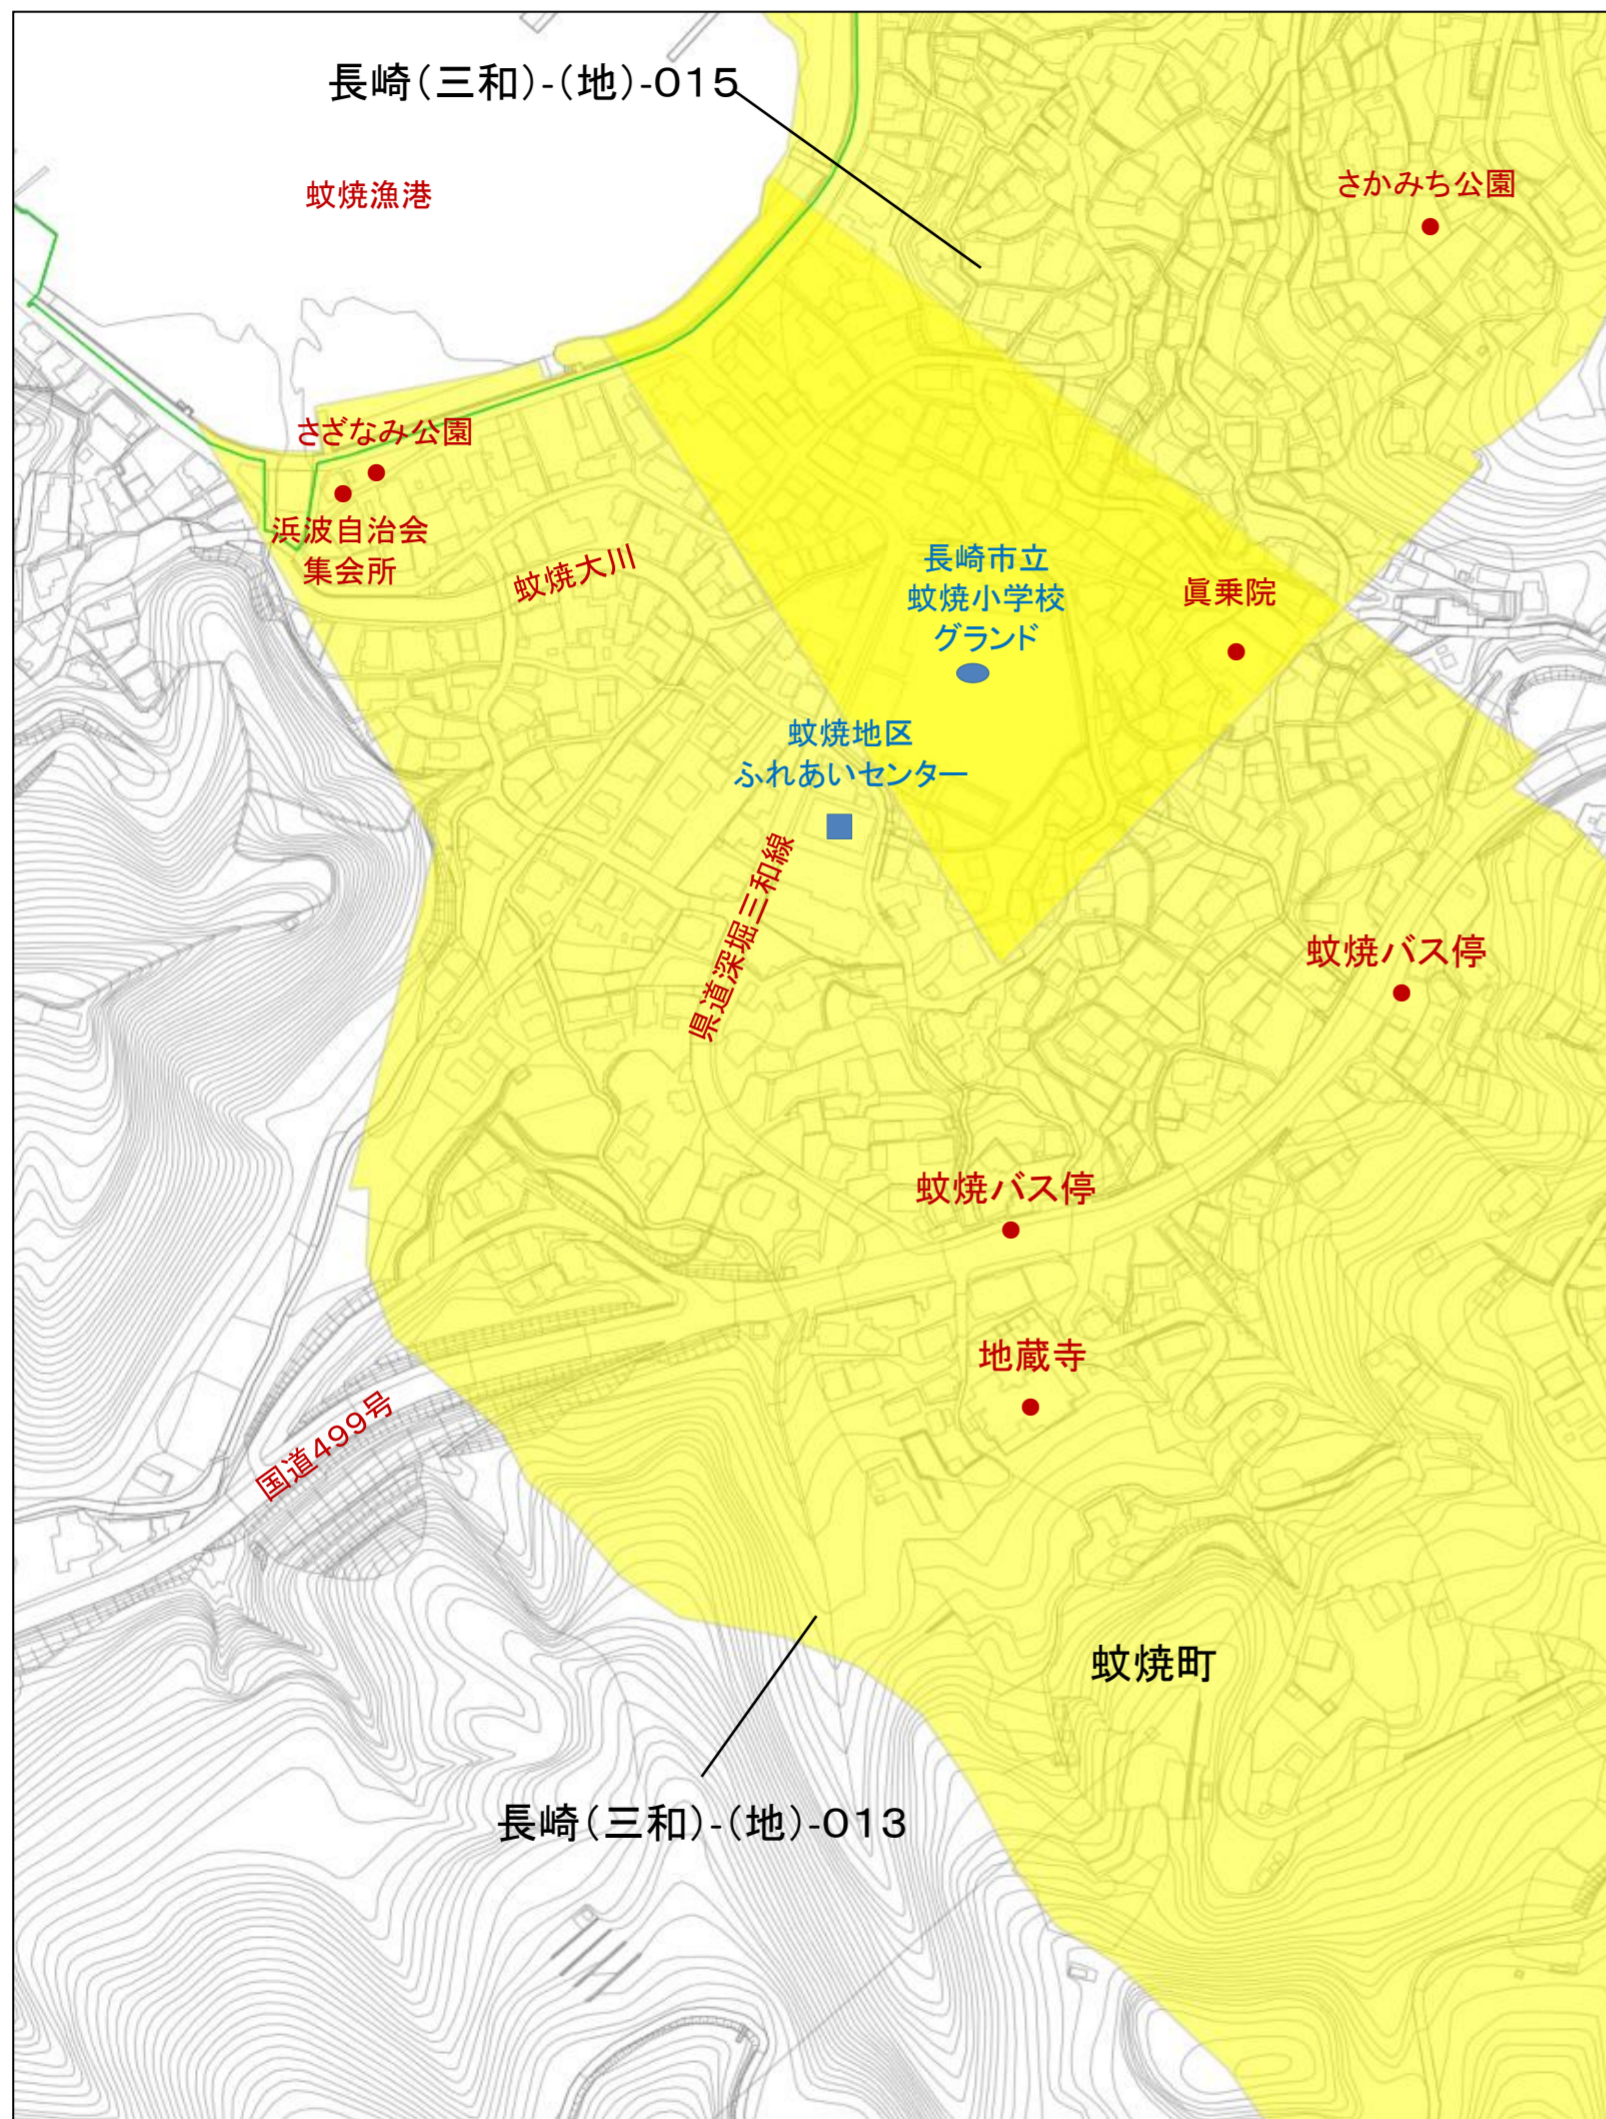 長崎（三和）-（地）-015
さかみち公園
蚊焼漁港
さざなみ公園
浜波自治会
集会所
蚊焼大川
長崎市立
蚊焼小学校
グランド
眞乗院
蚊焼地区
ふれあいセンター
県道深堀三和線
蚊焼バス停
蚊焼バス停
地蔵寺
国道499号
蚊焼町
長崎（三和）-（地）-013